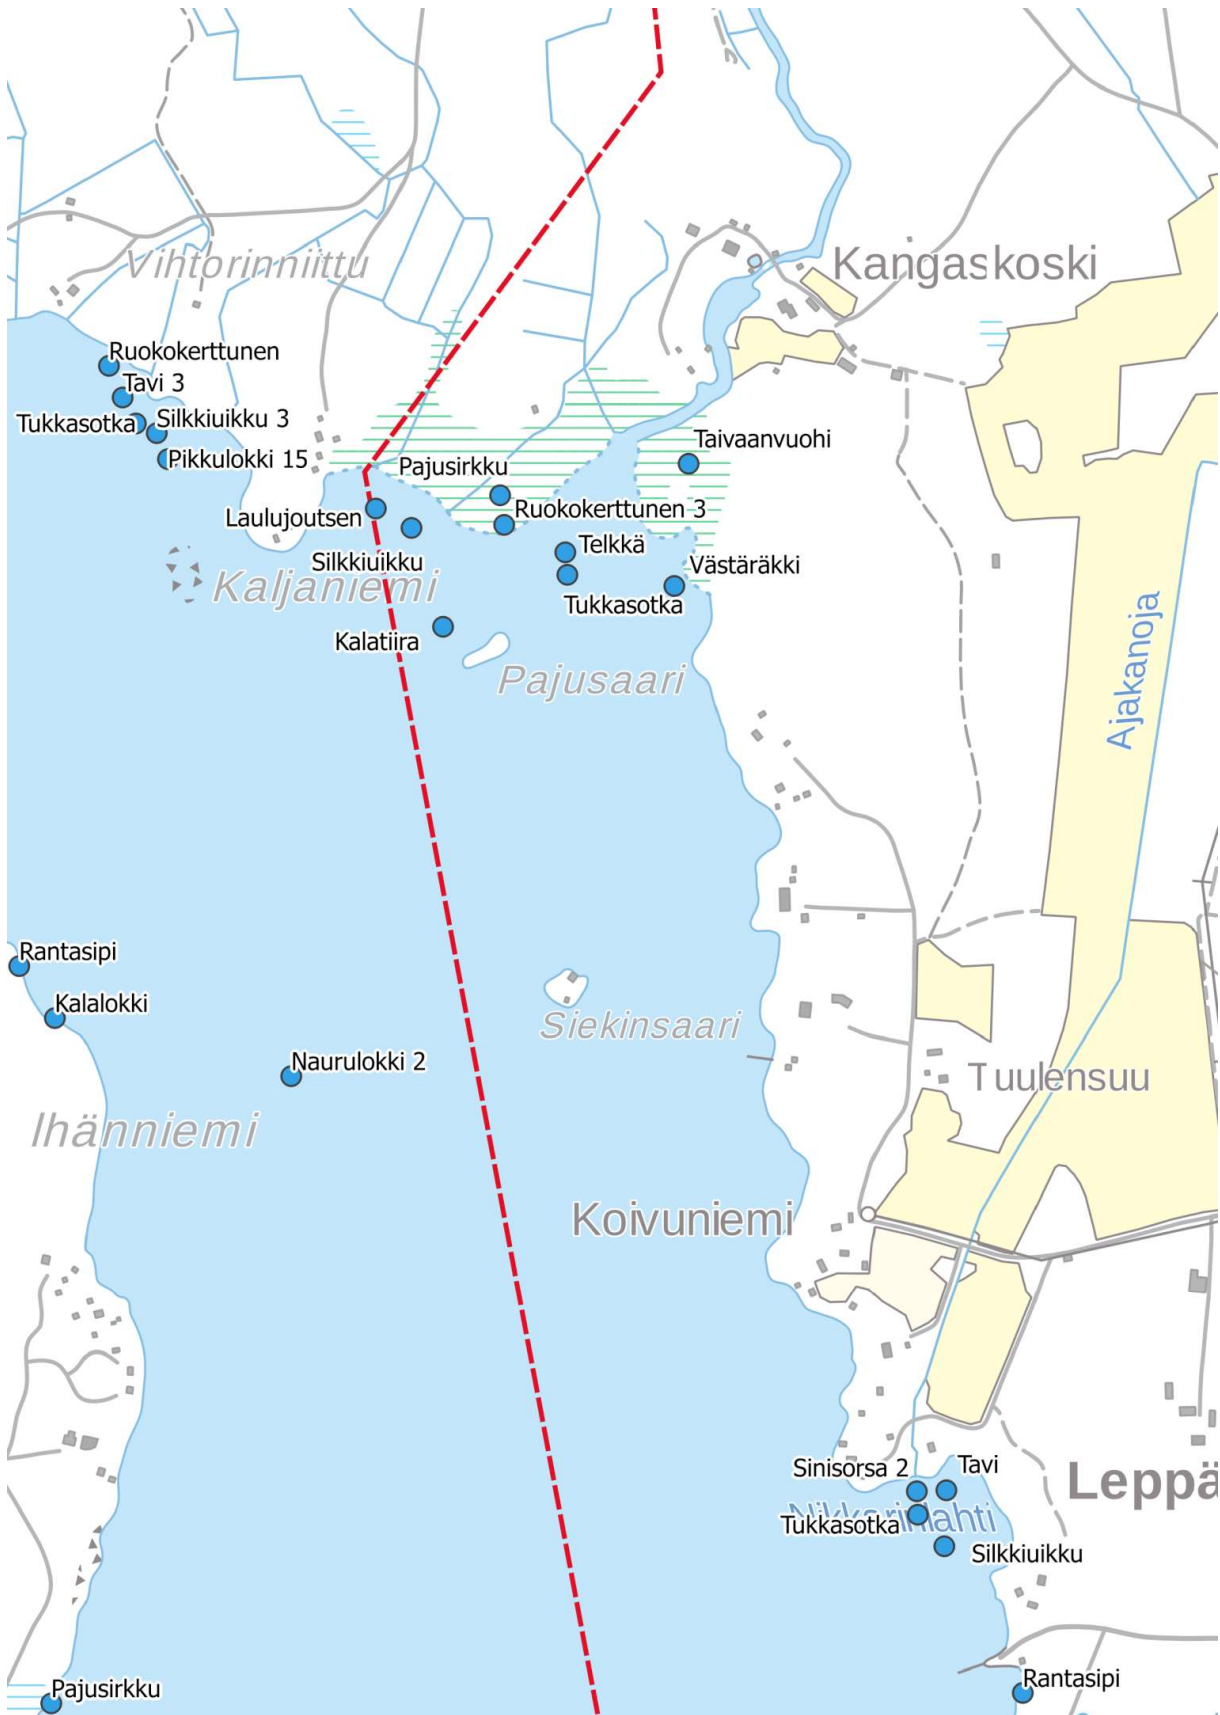 Vihtorinniittu
Kangaskoski
Ruokokerttunen
Tavi 3
Tukkasotka
Silkkiuikku 3
Pikkulokki 15
Taivaanvuohi
Pajusirkku
Laulujoutsen
Ruokokerttunen 3
Silkkiuikku
Telkkä
Västäräkki
Kaljaniemi
Tukkasotka
Kalatiira
Pajusaari
Ajakanoja
Rantasipi
Kalalokki
Siekinsaari
Naurulokki 2
Tuulensuu
Ihänniemi
Koivuniemi
Sinisorsa 2
Tavi
Leppä
Nikkarinlahti
Tukkasotka
Silkkiuikku
Pajusirkku
Rantasipi